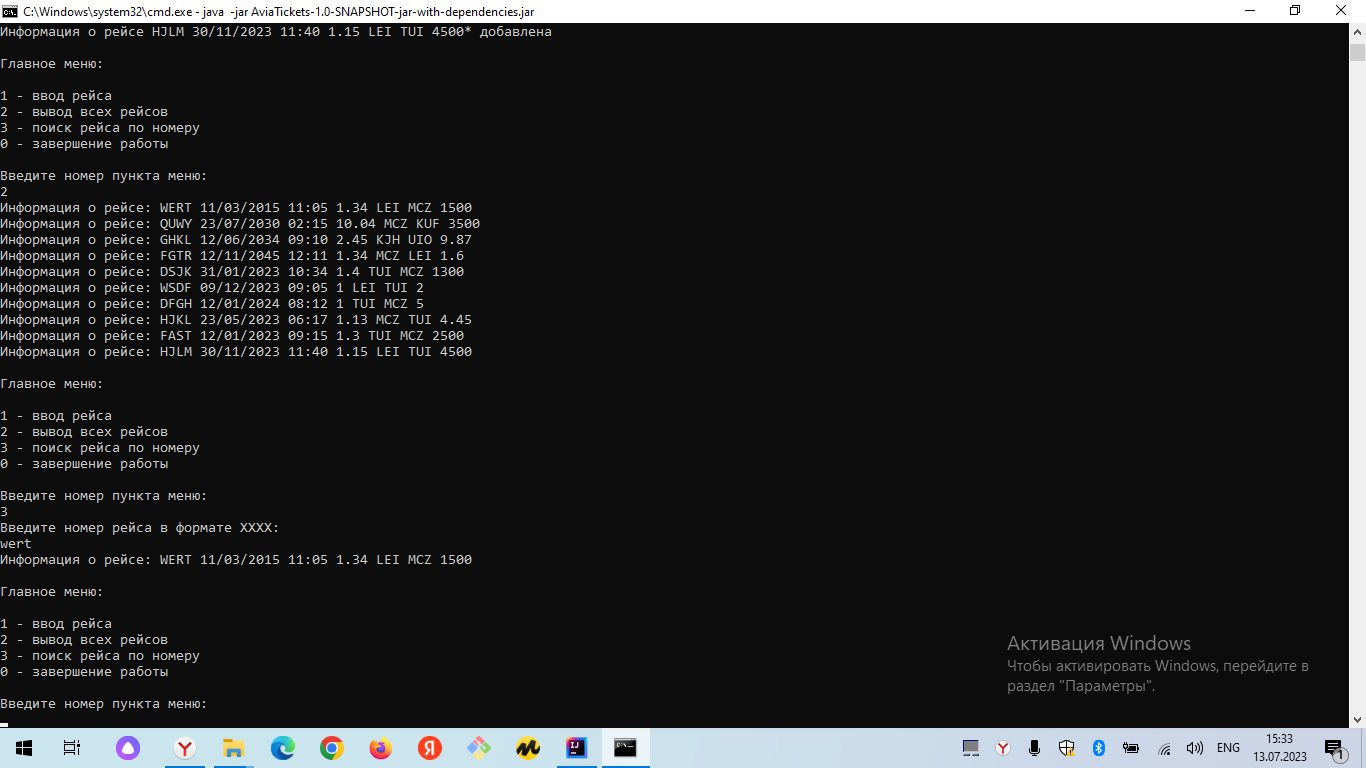 C:\Windows\system32\cmd.exe - java  -jar AviaTickets-1.0-SNAPSHOT-jar-with-dependencies.jar
Информация о рейсе HJLM 30/11/2023 11:40 1.15 LEI TUI 4500* добавлена
Главное меню:
1 - ввод рейса
2 - вывод всех рейсов
3 - поиск рейса по номеру
0 - завершение работы
Введите номер пункта меню:
2
Информация о рейсе: WERT 11/03/2015 11:05 1.34 LEI MCZ 1500
Информация о рейсе: QUWY 23/07/2030 02:15 10.04 MCZ KUF 3500
Информация о рейсе: GHKL 12/06/2034 09:10 2.45 KJH UIO 9.87
Информация о рейсе: FGTR 12/11/2045 12:11 1.34 MCZ LEI 1.6
Информация о рейсе: DSJK 31/01/2023 10:34 1.4 TUI MCZ 1300
Информация о рейсе: WSDF 09/12/2023 09:05 1 LEI TUI 2
Информация о рейсе: DFGH 12/01/2024 08:12 1 TUI MCZ 5
Информация о рейсе: HJKL 23/05/2023 06:17 1.13 MCZ TUI 4.45
Информация о рейсе: FAST 12/01/2023 09:15 1.3 TUI MCZ 2500
Информация о рейсе: HJLM 30/11/2023 11:40 1.15 LEI TUI 4500
Главное меню:
1 - ввод рейса
2 - вывод всех рейсов
3 - поиск рейса по номеру
0 - завершение работы
Введите номер пункта меню:
3
Введите номер рейса в формате XXXX:
wert
Информация о рейсе: WERT 11/03/2015 11:05 1.34 LEI MCZ 1500
Главное меню:
1 - ввод рейса
2 - вывод всех рейсов
3 - поиск рейса по номеру
0 - завершение работы
Введите номер пункта меню:
Активация Windows
Чтобы активировать Windows, перейдите в
раздел "Параметры".
ENG
15:33
13.07.2023
1